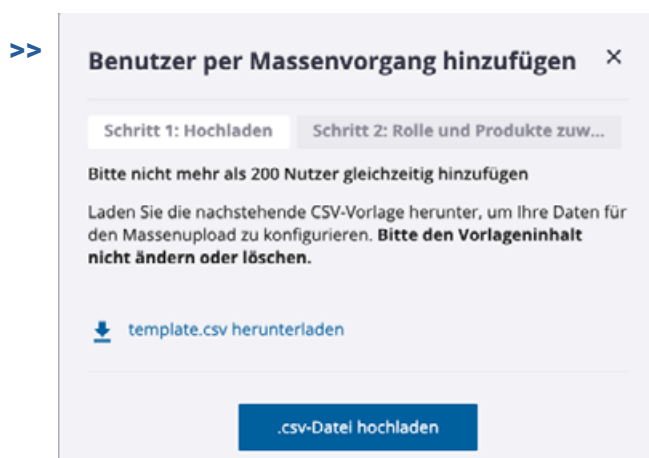 >>
Benutzer per Massenvorgang hinzufügen ×
Schritt 1: Hochladen Schritt 2: Rolle und Produkte zuw...
Bitte nicht mehr als 200 Nutzer gleichzeitig hinzufügen
Laden Sie die nachstehende CSV-Vorlage herunter, um Ihre Daten für
den Massenupload zu konfigurieren. Bitte den Vorlageninhalt
nicht ändern oder löschen.
template.csv herunterladen
.csv-Datei hochladen